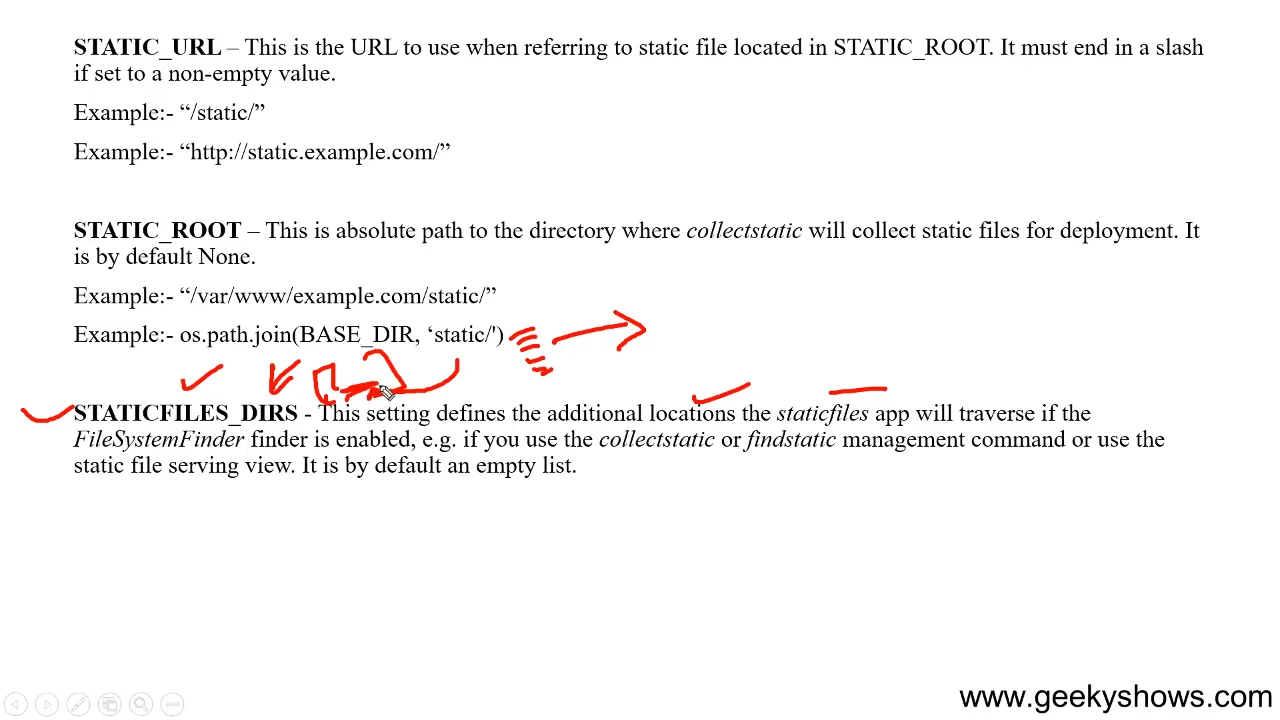 STATIC_URL – This is the URL to use when referring to static file located in STATIC_ROOT. It must end in a slash
if set to a non-empty value.
Example:- “/static/”
Example:- “http://static.example.com/”
STATIC_ROOT – This is absolute path to the directory where collectstatic will collect static files for deployment. It
is by default None.
Example:- “/var/www/example.com/static/”
Example:- os.path.join(BASE_DIR, ‘static/')
STATICFILES_DIRS - This setting defines the additional locations the staticfiles app will traverse if the
FileSystemFinder finder is enabled, e.g. if you use the collectstatic or findstatic management command or use the
static file serving view. It is by default an empty list.
www.geekyshows.com